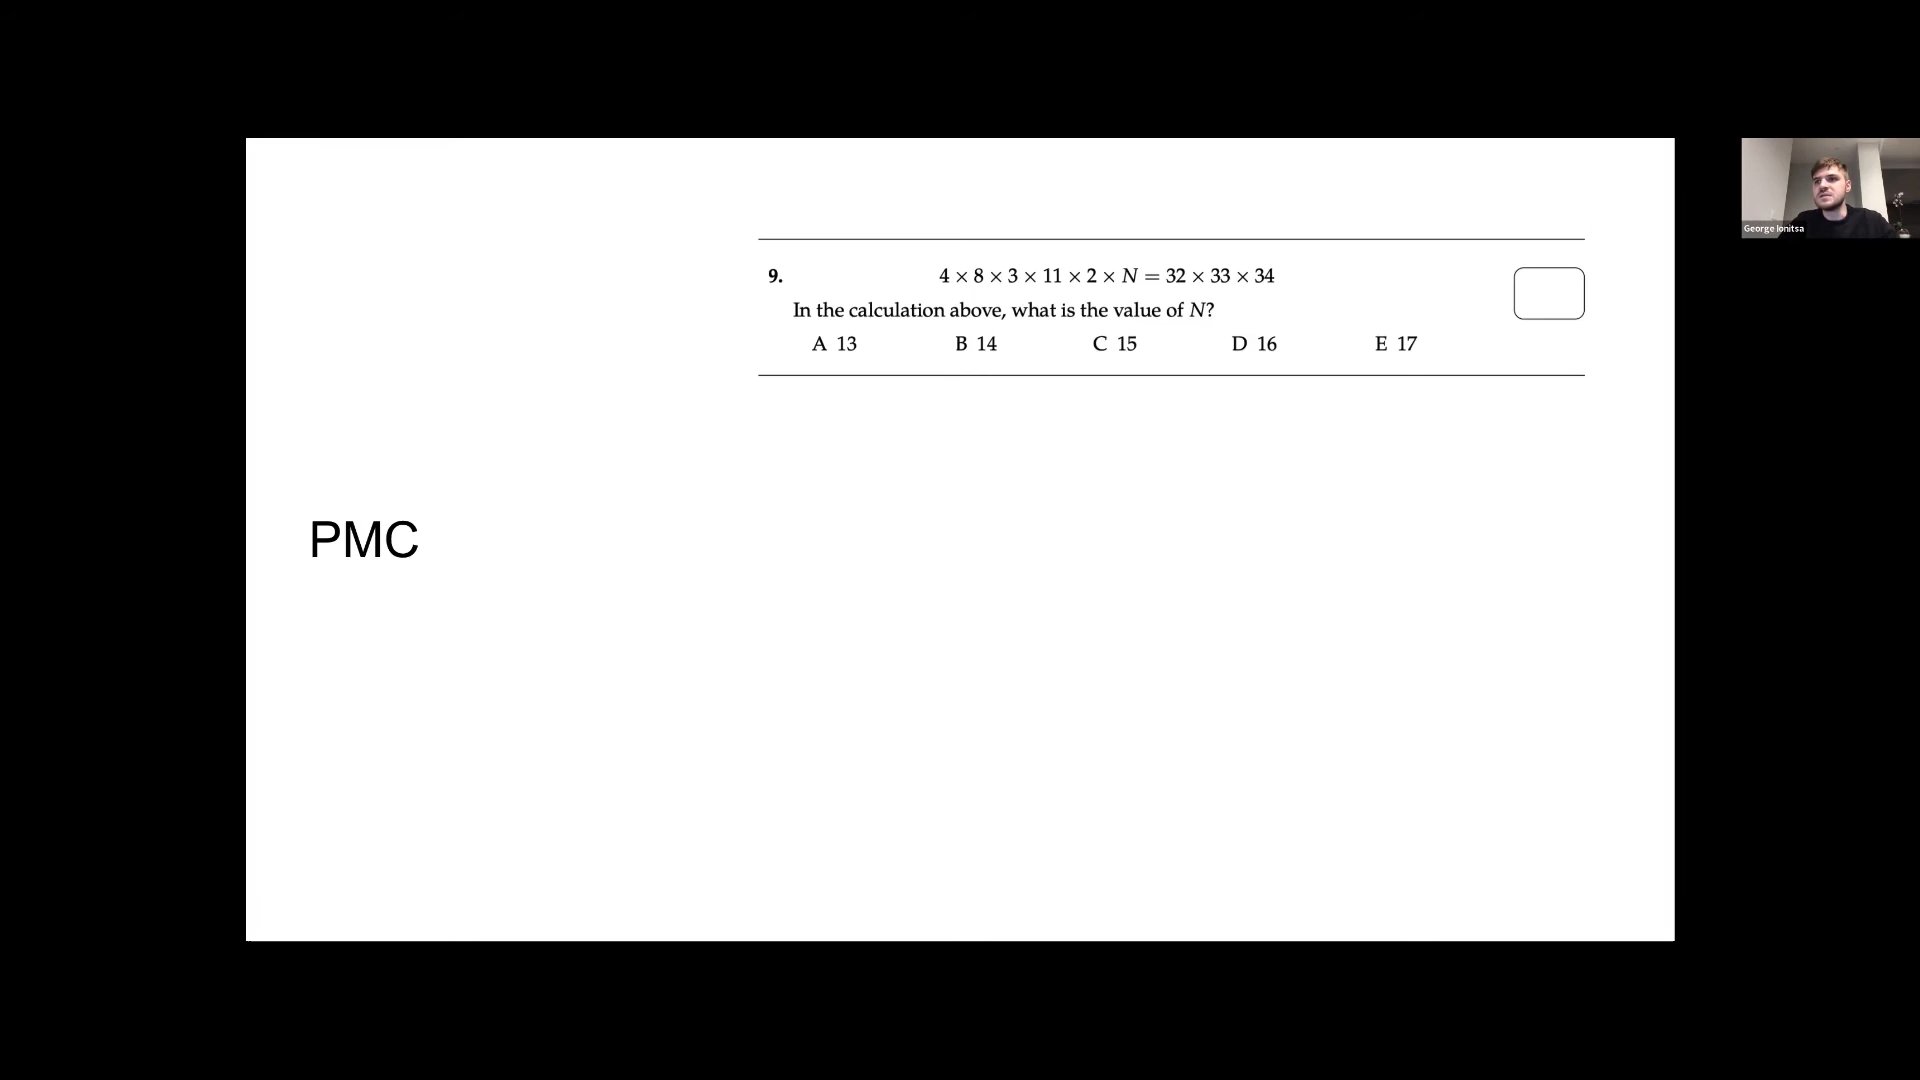 9. 4 × 8 × 3 × 11 × 2 × N = 32 × 33 × 34
In the calculation above, what is the value of N?
A 13 B 14 C 15 D 16 E 17
PMC
George Ionitsa